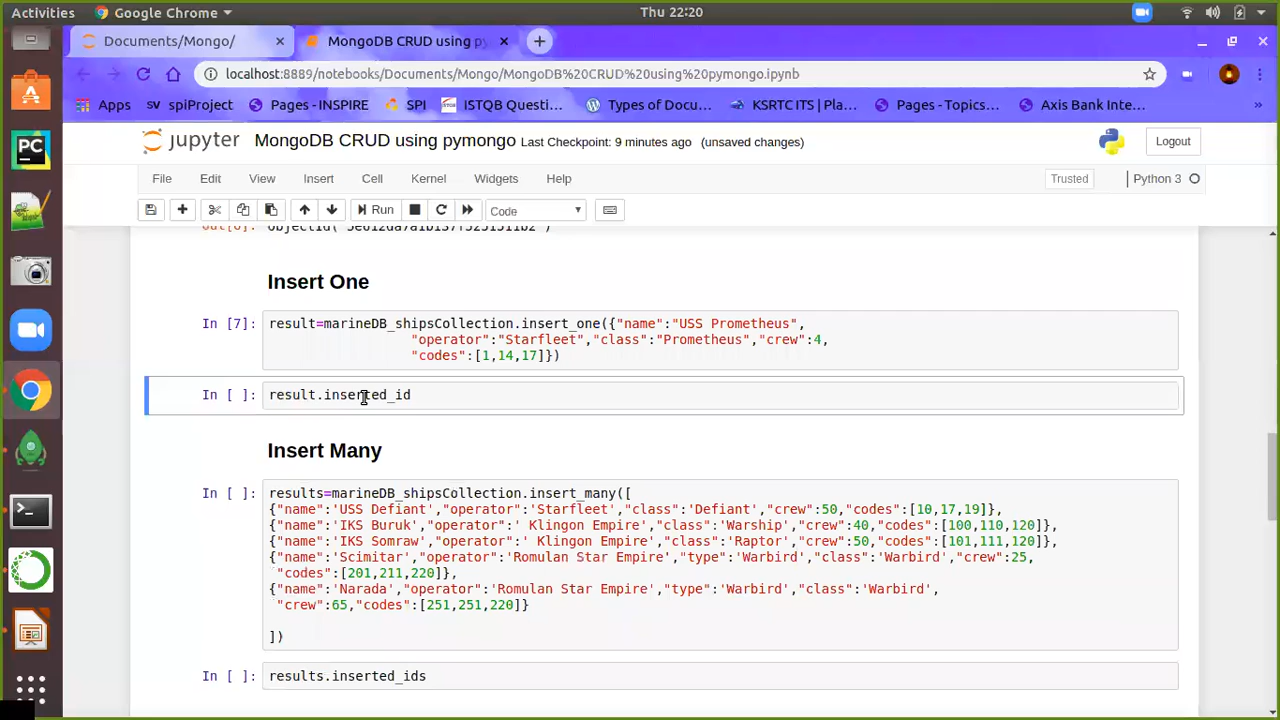 Activities Google Chrome Thu 22:20
Documents/Mongo/ MongoDB CRUD using py
localhost:8889/notebooks/Documents/Mongo/MongoDB%20CRUD%20using%20pymongo.ipynb
Apps SV spiProject Pages - INSPIRE SPI ISTQB Questi... Types of Docu... KSRTC ITS | Pla... Pages - Topics... Axis Bank Inte... »
jupyter MongoDB CRUD using pymongo Last Checkpoint: 9 minutes ago (unsaved changes) Logout
File Edit View Insert Cell Kernel Widgets Help Trusted Python 3
Run Code
Insert One
In [7]: result=marineDB_shipsCollection.insert_one({"name":"USS Prometheus",
"operator":"Starfleet","class":"Prometheus","crew":4,
"codes":[1,14,17]})
In [ ]: result.inserted_id
Insert Many
In [ ]: results=marineDB_shipsCollection.insert_many([
{"name":'USS Defiant',"operator":'Starfleet',"class":'Defiant',"crew":50,"codes":[10,17,19]},
{"name":'IKS Buruk',"operator":' Klingon Empire',"class":'Warship',"crew":40,"codes":[100,110,120]},
{"name":'IKS Somraw',"operator":' Klingon Empire',"class":'Raptor',"crew":50,"codes":[101,111,120]},
{"name":'Scimitar',"operator":'Romulan Star Empire',"type":'Warbird',"class":'Warbird',"crew":25,
"codes":[201,211,220]},
{"name":'Narada',"operator":'Romulan Star Empire',"type":'Warbird',"class":'Warbird',
"crew":65,"codes":[251,251,220]}
])
In [ ]: results.inserted_ids